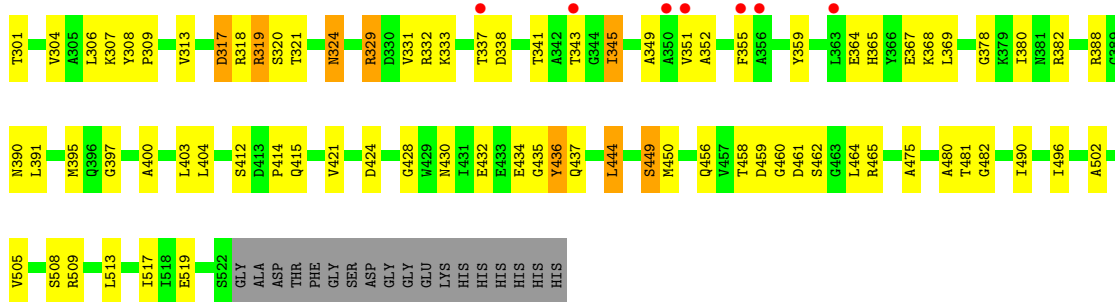 T301 V304 A305 L306 K307 Y308 P309 V313 D317 R318 R319 S320 T321 N324 R329 D330 V331 R332 K333 T337 D338 T341 A342 T343 G344 I345 A349 A350 V351 A352 F355 A356 Y359 L363 E364 H365 Y366 E367 K368 L369 G378 K379 I380 N381 R382 R388 G389
N390 L391 M395 Q396 G397 A400 L403 L404 S412 D413 P414 Q415 V421 D424 G428 W429 N430 I431 E432 E433 E434 G435 Y436 Q437 L444 S449 M450 Q456 V457 T458 D459 G460 D461 S462 G463 L464 R465 A475 A480 T481 G482 I490 I496 A502
V505 S508 R509 L513 I517 I518 E519 S522 GLY ALA ASP THR PHE GLY SER ASP GLY GLY GLU LYS HIS HIS HIS HIS HIS HIS